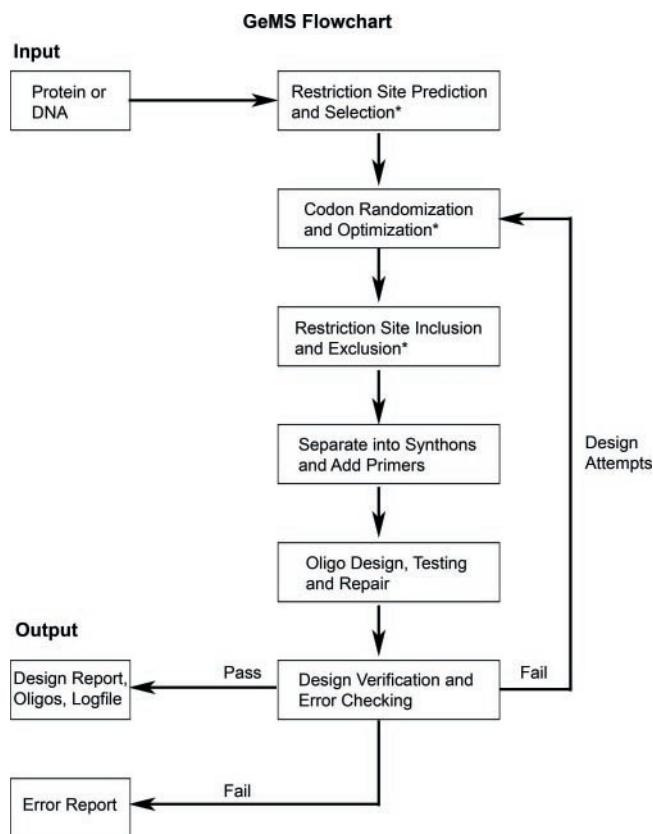 GeMS Flowchart
Input
Protein or
DNA
Restriction Site Prediction
and Selection*
Codon Randomization
and Optimization*
Restriction Site Inclusion
and Exclusion*
Separate into Synthons
and Add Primers
Design
Attempts
Oligo Design, Testing
and Repair
Output
Design Report,
Oligos, Logfile
Pass
Design Verification and
Error Checking
Fail
Error Report
Fail